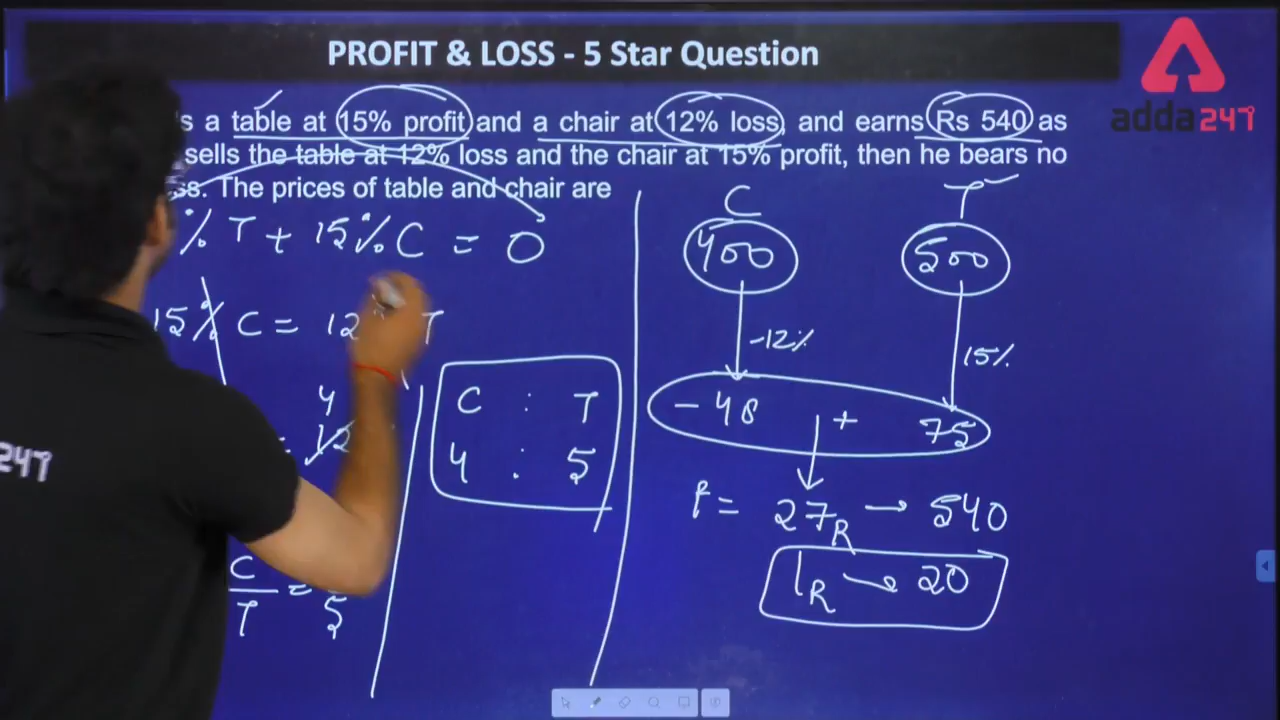 PROFIT & LOSS - 5 Star Question
adda247
s a table at 15% profit and a chair at 12% loss, and earns Rs 540 as
sells the table at 12% loss and the chair at 15% profit, then he bears no
ss. The prices of table and chair are
% T + 15% C = 0
15% C = 12 T
4
= 12
C : T
4 : 5
C/T = 5
C T
400 500
-12% 15%
- 48 + 75
P = 27R → 540
1R → 20
247